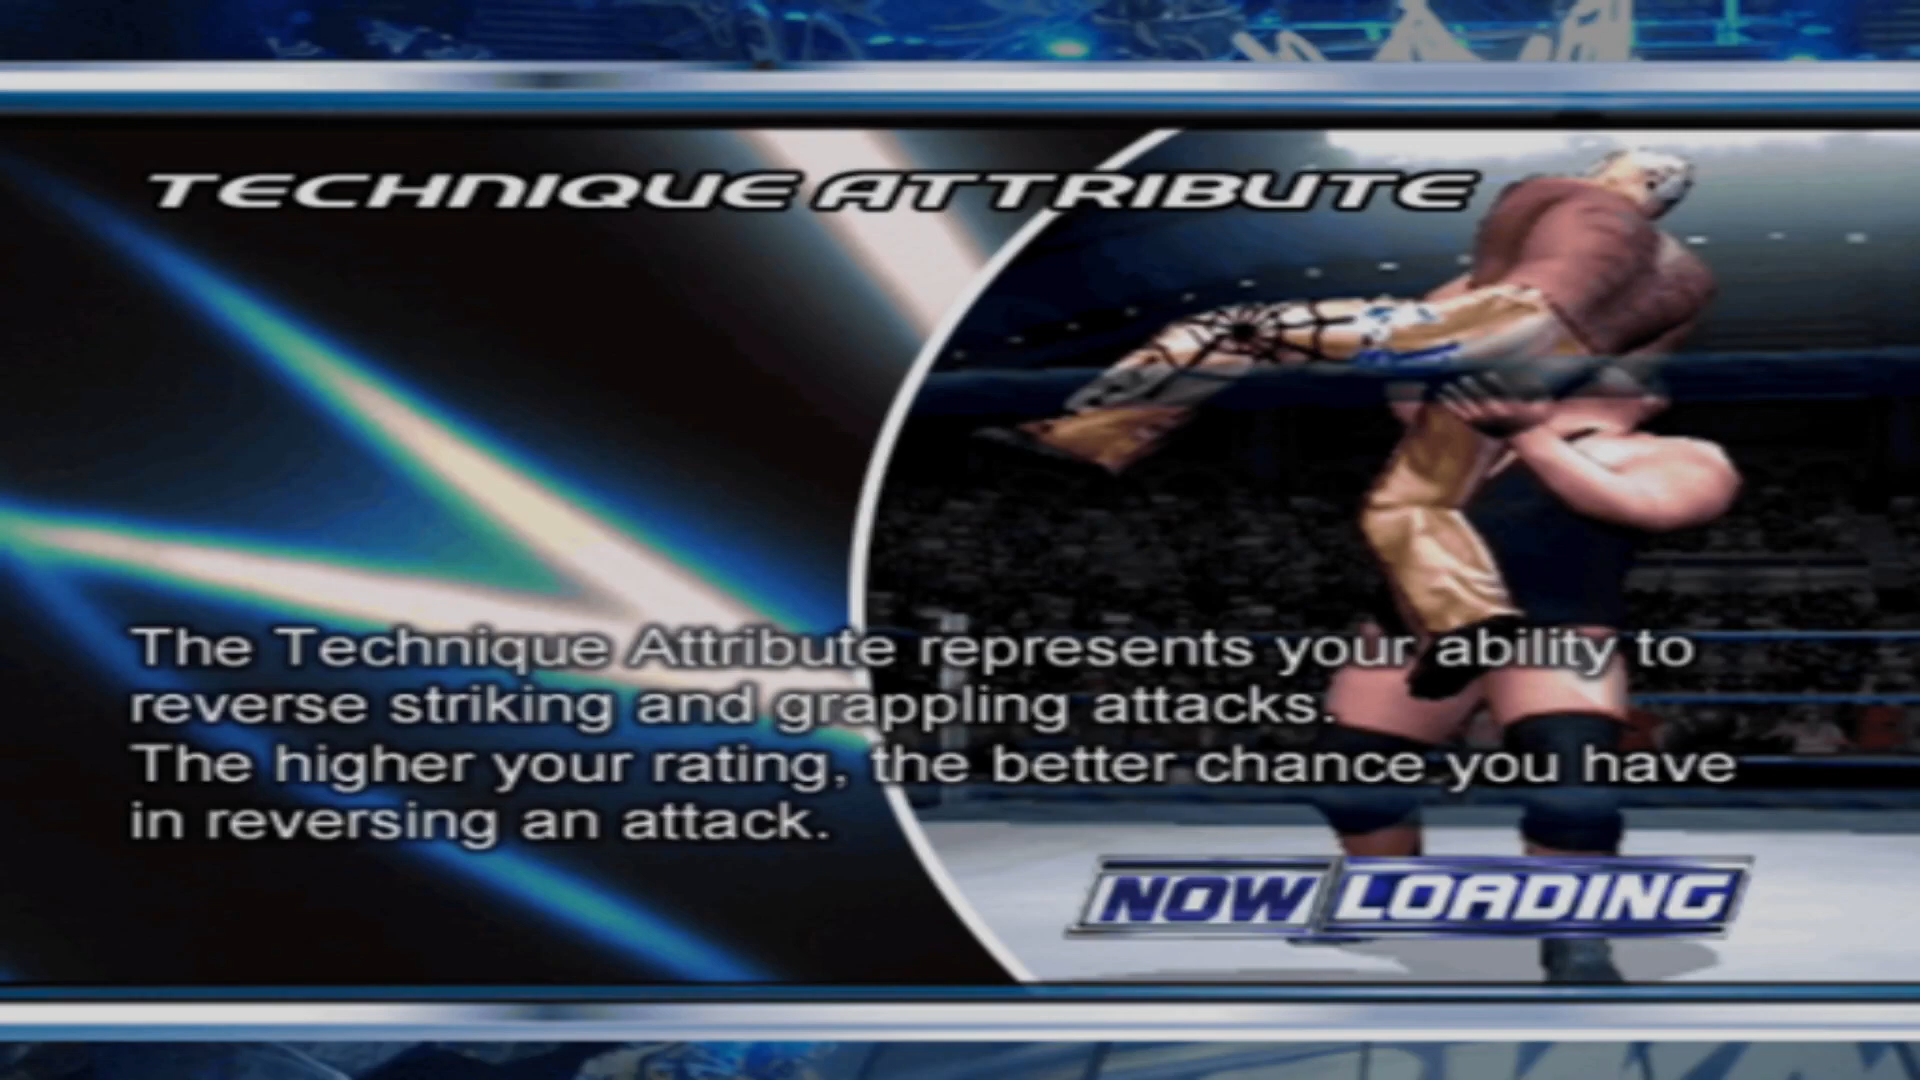 TECHNIQUE ATTRIBUTE
The Technique Attribute represents your ability to
reverse striking and grappling attacks.
The higher your rating, the better chance you have
in reversing an attack.
NOW LOADING